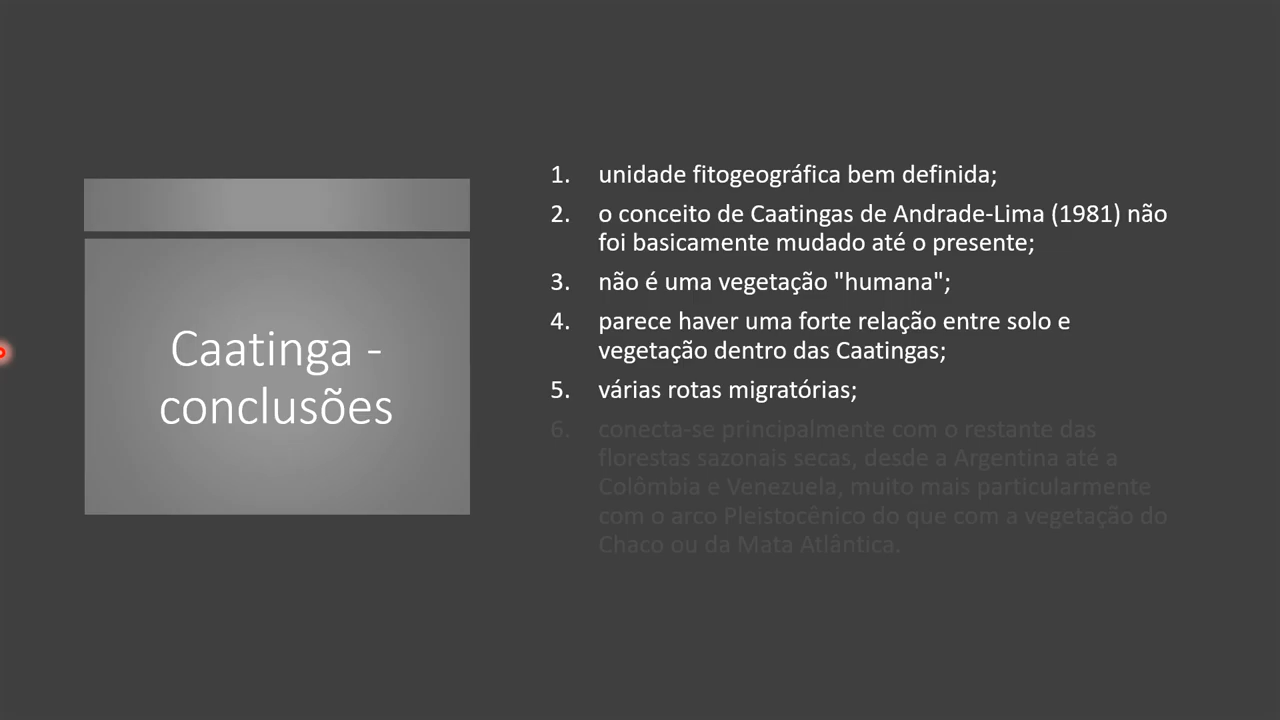 Caatinga -
conclusões
1. unidade fitogeográfica bem definida;
2. o conceito de Caatingas de Andrade-Lima (1981) não
foi basicamente mudado até o presente;
3. não é uma vegetação "humana";
4. parece haver uma forte relação entre solo e
vegetação dentro das Caatingas;
5. várias rotas migratórias;
6. conecta-se principalmente com o restante das
florestas sazonais secas, desde a Argentina até a
Colômbia e Venezuela, muito mais particularmente
com o arco Pleistocênico do que com a vegetação do
Chaco ou da Mata Atlântica.